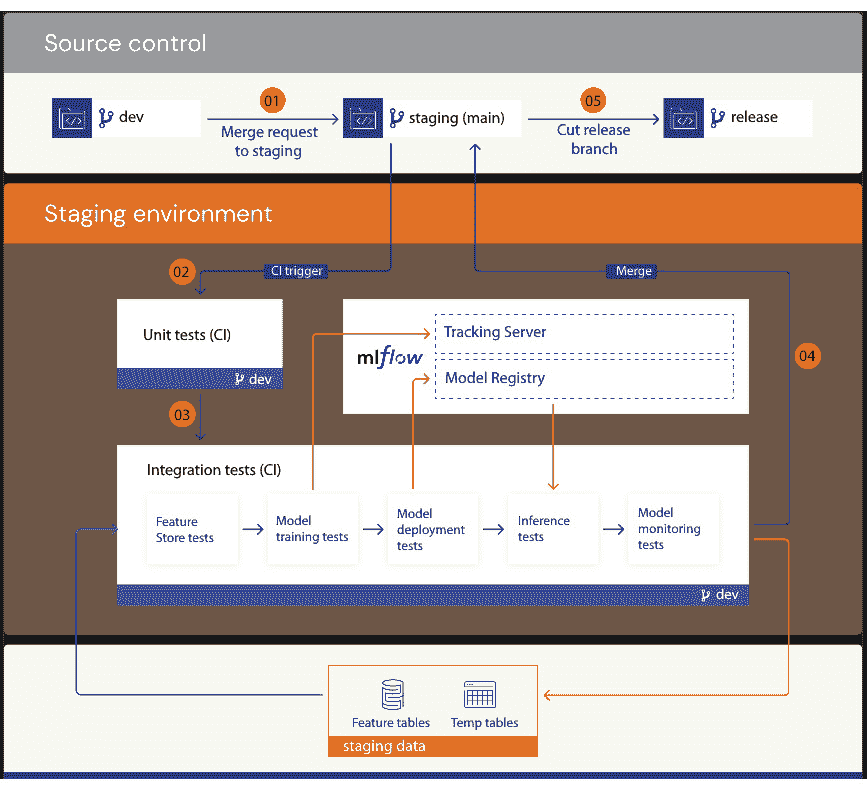 Source control
dev
01
Merge request
to staging
staging (main)
05
Cut release
branch
release
Staging environment
02
CI trigger
Merge
Unit tests (CI)
dev
mlflow
Tracking Server
Model Registry
04
03
Integration tests (CI)
Feature
Store tests
Model
training tests
Model
deployment
tests
Inference
tests
Model
monitoring
tests
dev
Feature tables
Temp tables
staging data